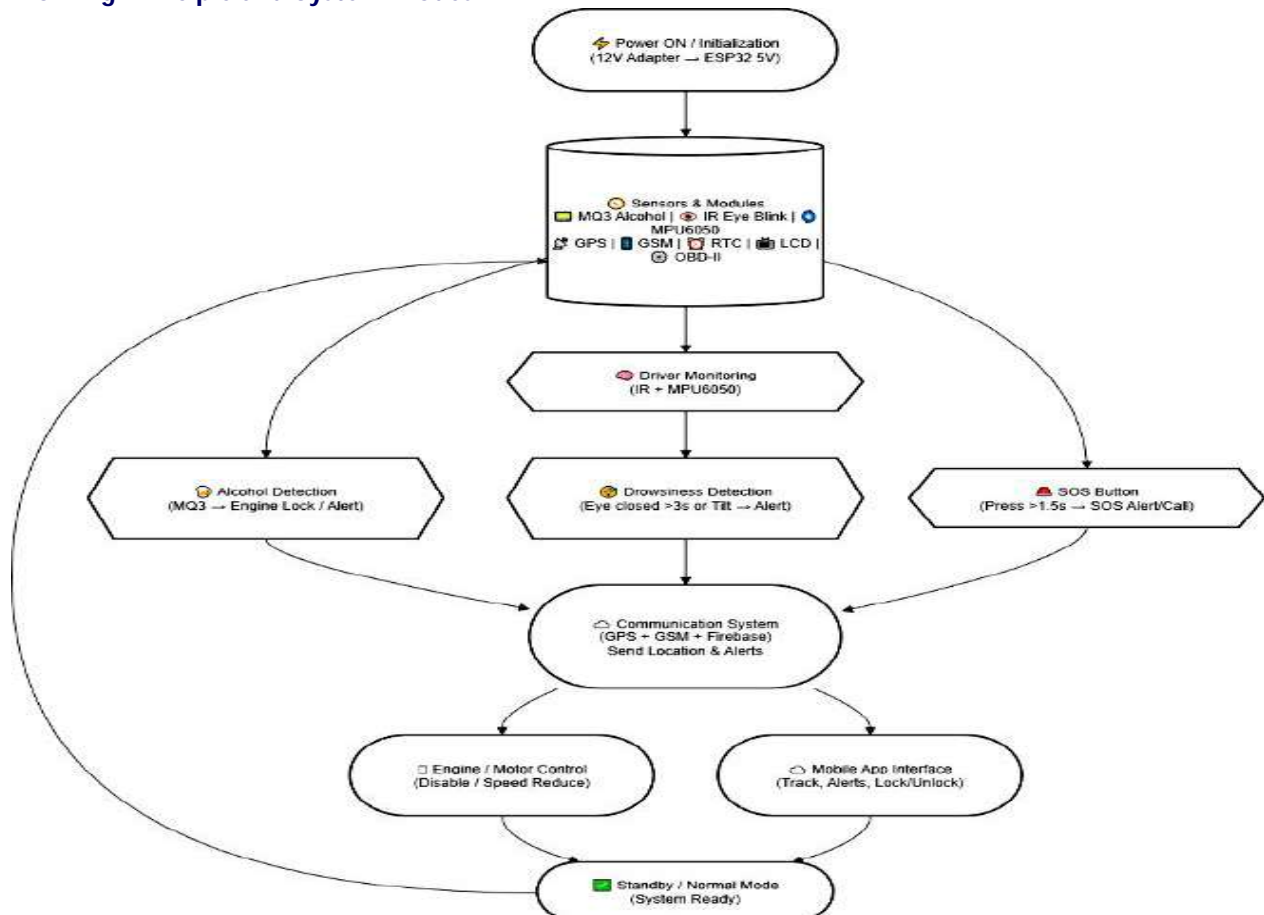 ⚡ Power ON / Initialization
(12V Adapter → ESP32 5V)
Sensors & Modules
MQ3 Alcohol | 👁 IR Eye Blink |
MPU6050
📡 GPS | 📱 GSM | ⏰ RTC | 📺 LCD |
OBD-II
🧠 Driver Monitoring
(IR + MPU6050)
Alcohol Detection
(MQ3 → Engine Lock / Alert)
Drowsiness Detection
(Eye closed >3s or Tilt → Alert)
SOS Button
(Press >1.5s → SOS Alert/Call)
Communication System
(GPS + GSM + Firebase)
Send Location & Alerts
Engine / Motor Control
(Disable / Speed Reduce)
Mobile App Interface
(Track, Alerts, Lock/Unlock)
✅ Standby / Normal Mode
(System Ready)